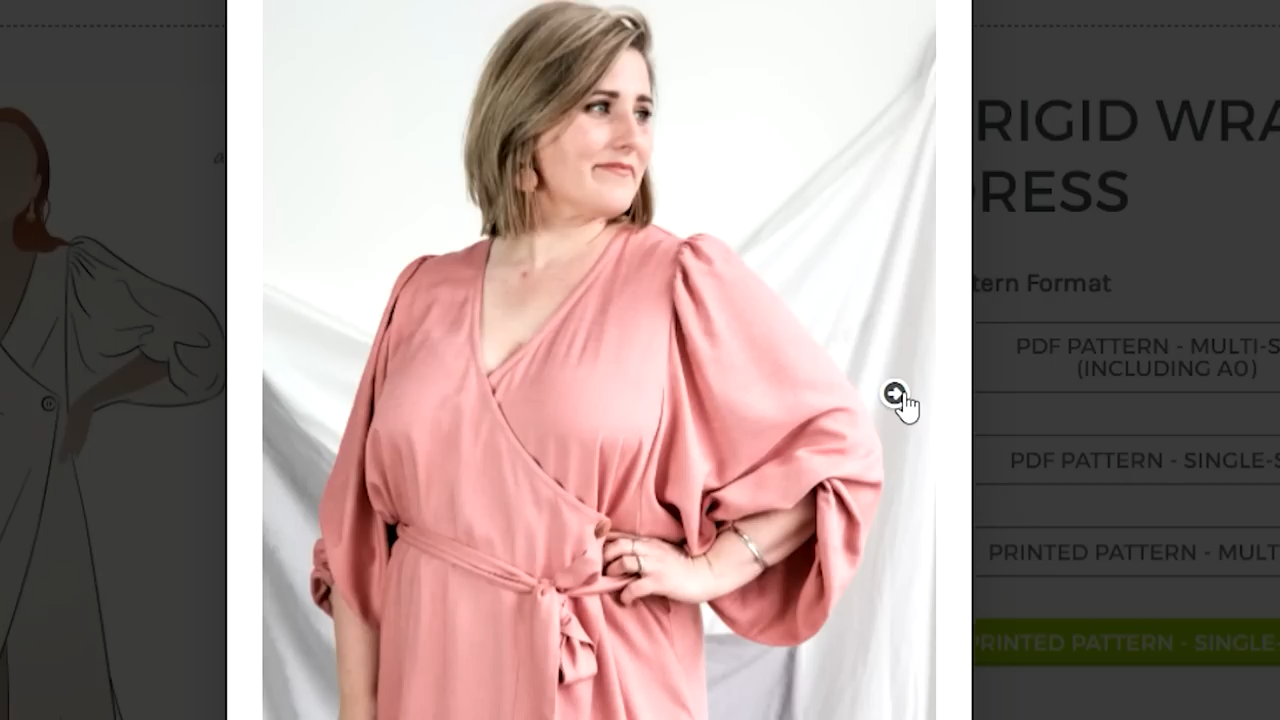 a
RIGID WRA
RESS
tern Format
PDF PATTERN - MULTI-S
(INCLUDING A0)
PDF PATTERN - SINGLE-S
PRINTED PATTERN - MULT
PRINTED PATTERN - SINGLE-